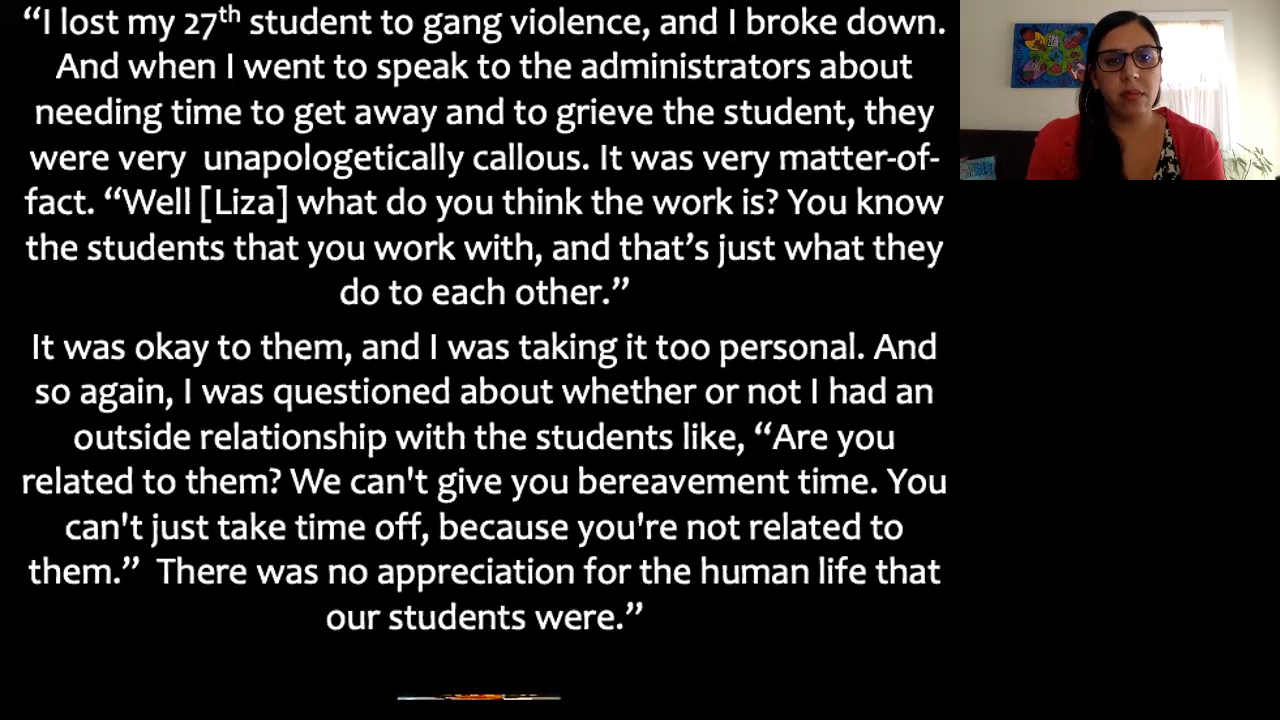 “I lost my 27th student to gang violence, and I broke down.
And when I went to speak to the administrators about
needing time to get away and to grieve the student, they
were very  unapologetically callous. It was very matter-of-
fact. “Well [Liza] what do you think the work is? You know
the students that you work with, and that’s just what they
do to each other.”
It was okay to them, and I was taking it too personal. And
so again, I was questioned about whether or not I had an
outside relationship with the students like, “Are you
related to them? We can't give you bereavement time. You
can't just take time off, because you're not related to
them.”  There was no appreciation for the human life that
our students were.”